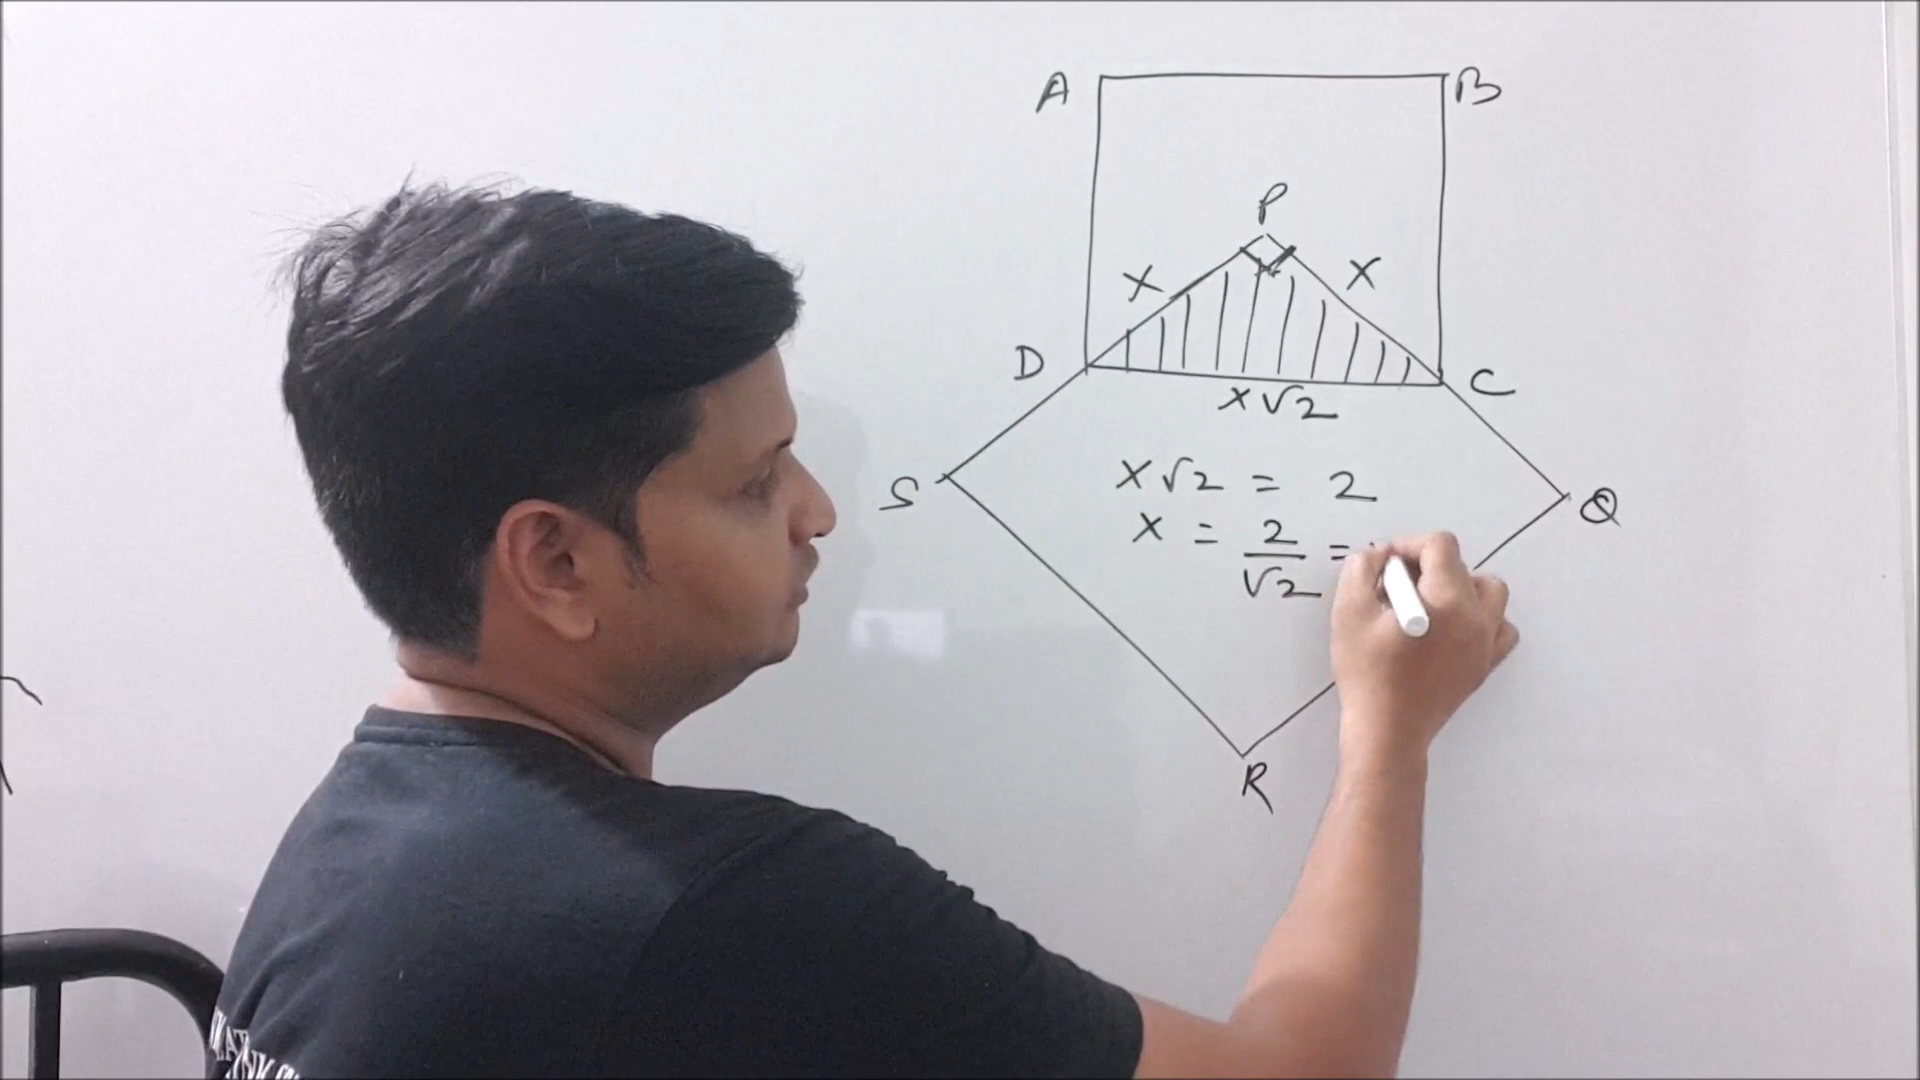 A B
P
X X
D C
x√2
S Q
x√2 = 2
x = 2/√2 =
R